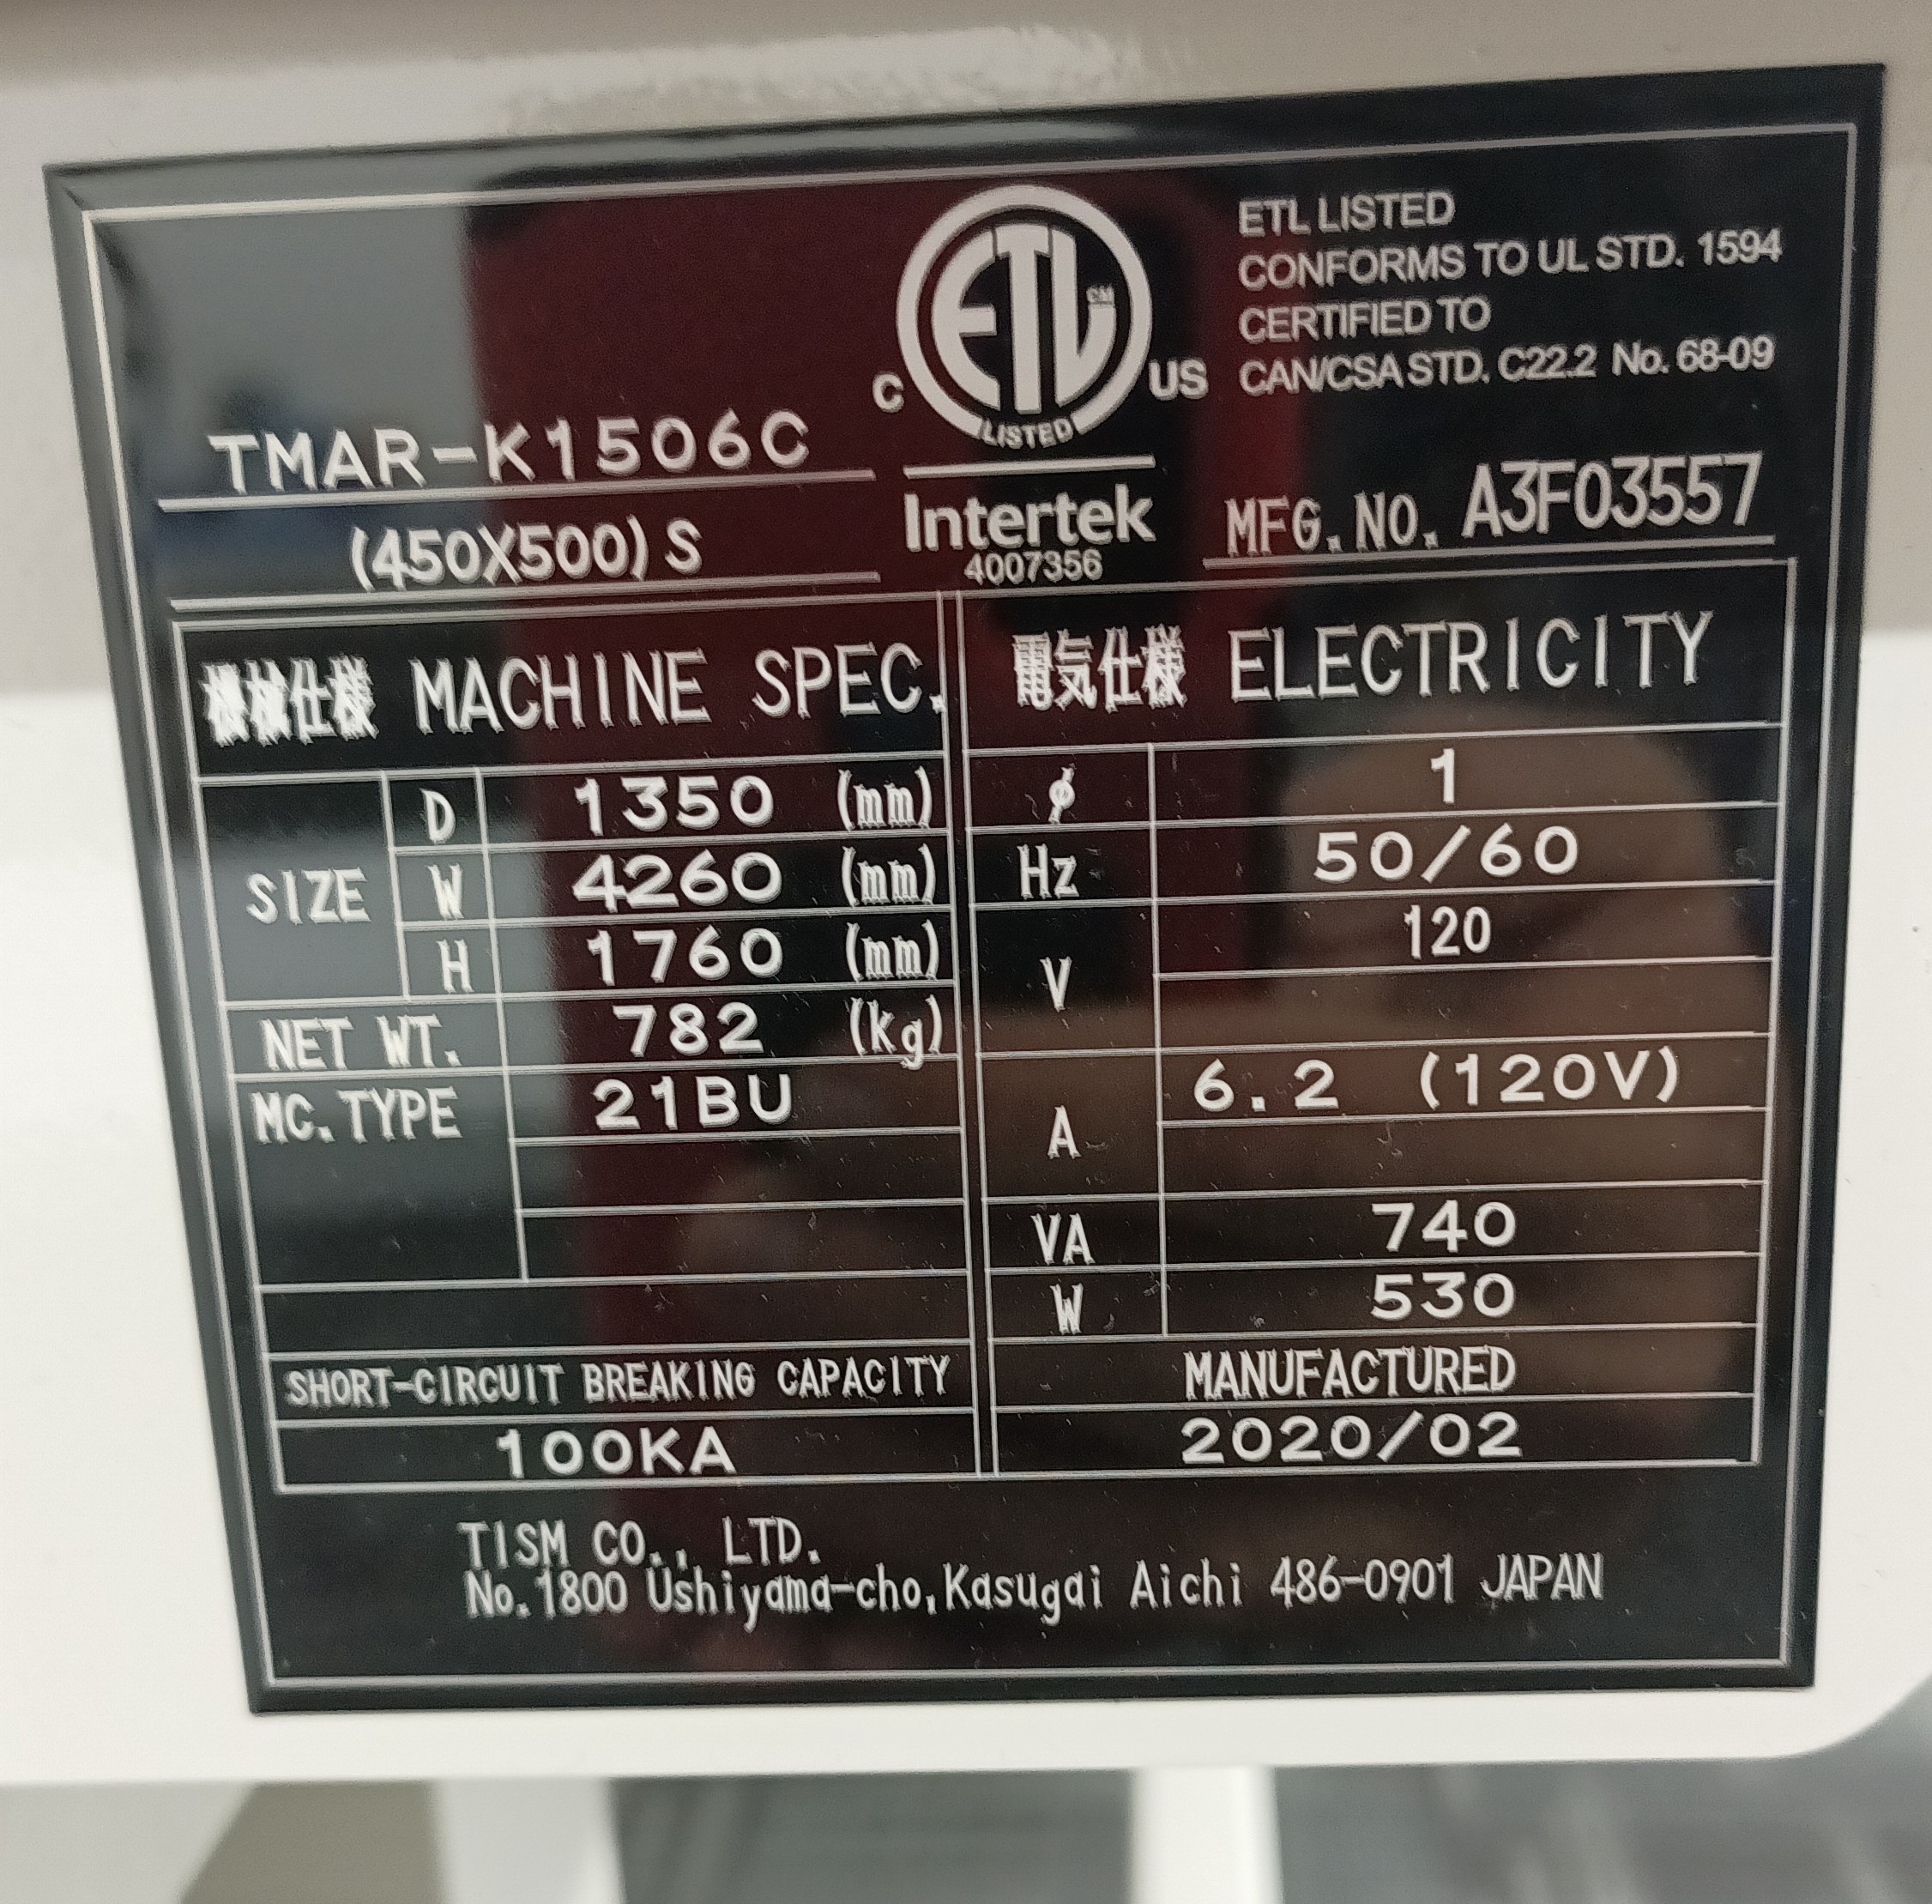 ETL LISTED
CONFORMS TO UL STD. 1594
CERTIFIED TO
CAN/CSA STD. C22.2 No. 68-09
C ETL CM US
LISTED
Intertek
4007356
TMAR-K1506C
(450X500) S
MFG. NO. A3F03557
機械仕様 MACHINE SPEC.
SIZE D 1350 (mm)
W 4260 (mm)
H 1760 (mm)
NET WT. 782 (kg)
MC. TYPE 21BU
SHORT-CIRCUIT BREAKING CAPACITY
100KA
電気仕様 ELECTRICITY
φ 1
Hz 50/60
V 120
A 6.2 (120V)
VA 740
W 530
MANUFACTURED
2020/02
TISM CO., LTD.
No. 1800 Ushiyama-cho, Kasugai Aichi 486-0901 JAPAN